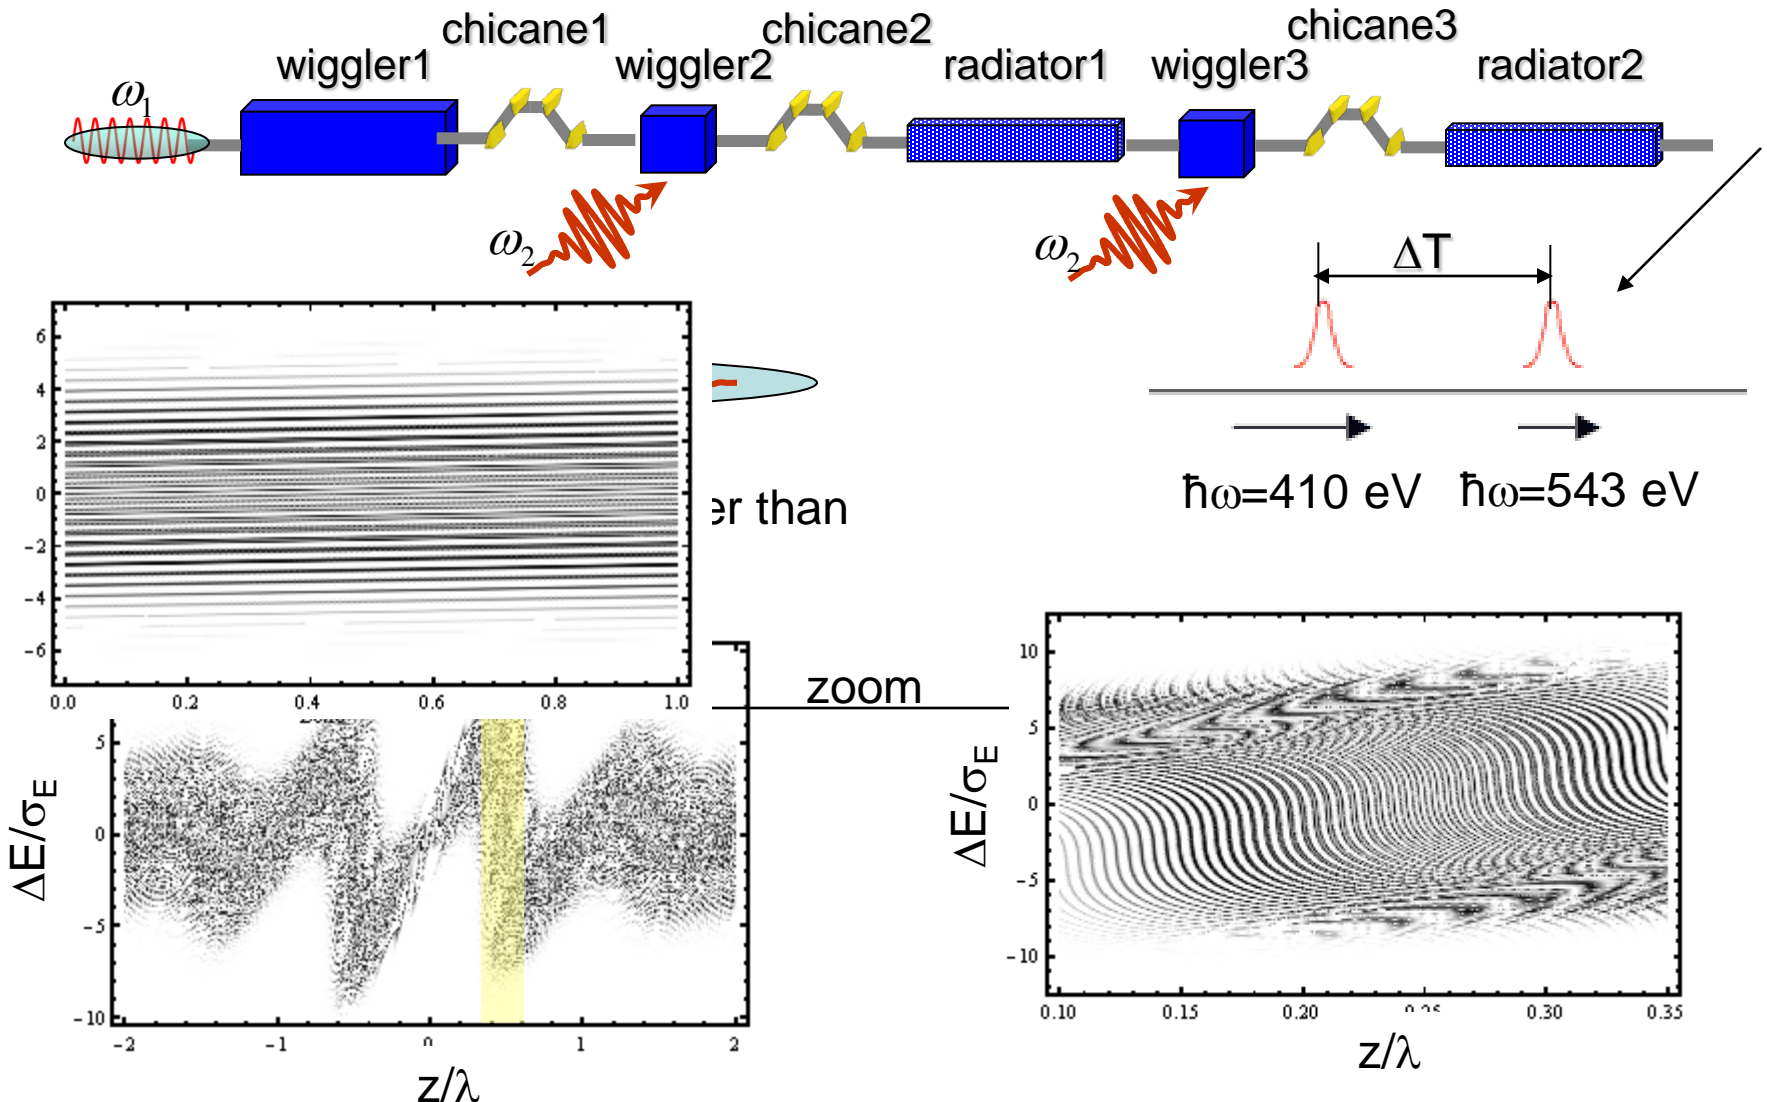 chicane1 chicane2 chicane3
wiggler1 wiggler2 radiator1 wiggler3 radiator2
ω1
ω2 ω2
ΔT
ħω=410 eV ħω=543 eV
er than
6
4
2
0
−2
−4
−6
0.0 0.2 0.4 0.6 0.8 1.0
zoom
ΔE/σE
5
0
−5
−10
−2 −1 0 1 2
z/λ
ΔE/σE
10
5
0
−5
−10
0.10 0.15 0.20 0.25 0.30 0.35
z/λ